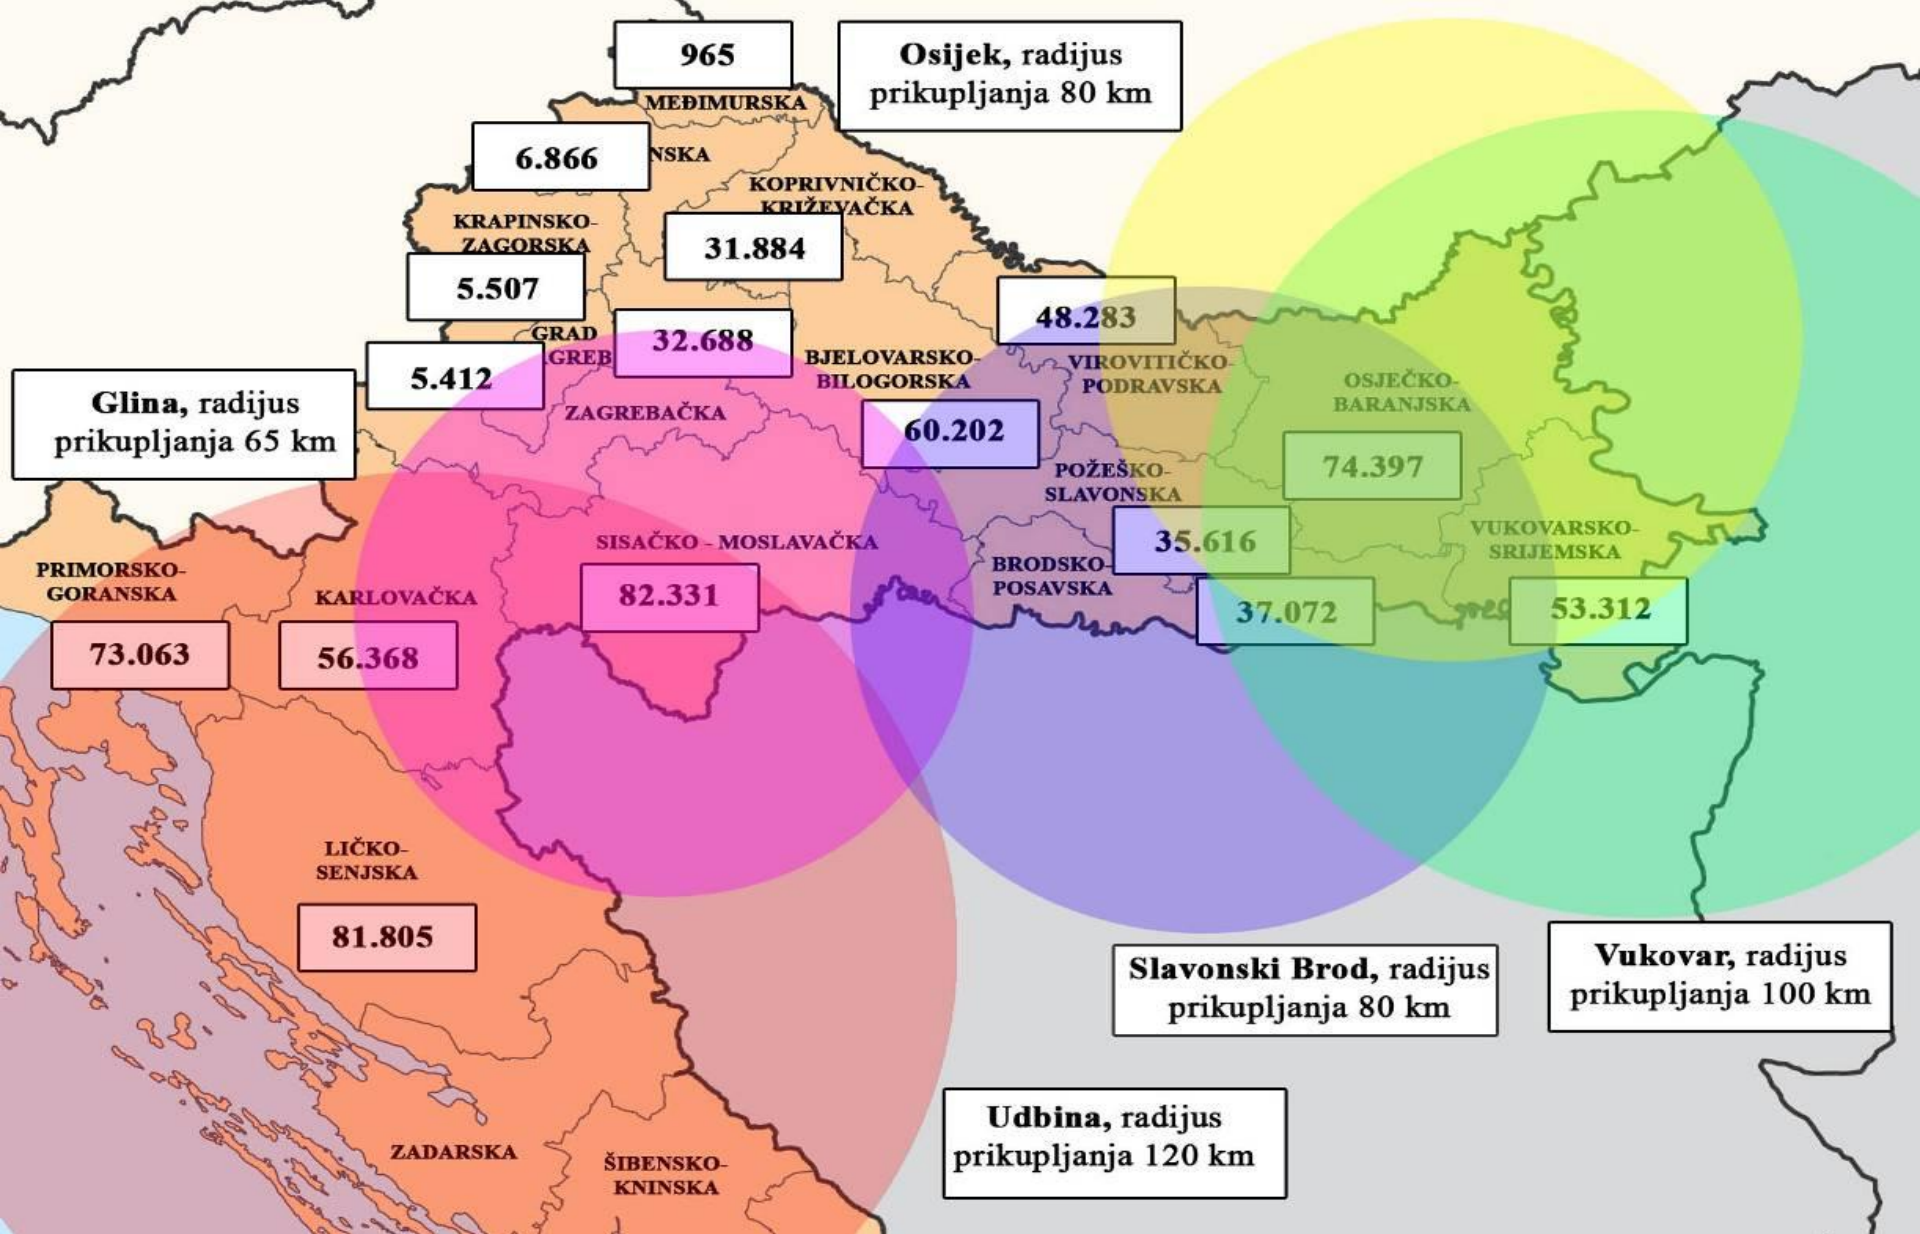 965
Osijek, radijus
prikupljanja 80 km
MEĐIMURSKA
6.866
NSKA
KOPRIVNIČKO-
KRIŽEVAČKA
KRAPINSKO-
ZAGORSKA
31.884
5.507
48.283
GRAD
GREB
32.688
5.412
BJELOVARSKO-
BILOGORSKA
VIROVITIČKO-
PODRAVSKA
OSJEČKO-
BARANJSKA
Glina, radijus
prikupljanja 65 km
ZAGREBAČKA
60.202
74.397
POŽEŠKO-
SLAVONSKA
SISAČKO - MOSLAVAČKA
35.616
VUKOVARSKO-
SRIJEMSKA
BRODSKO-
POSAVSKA
PRIMORSKO-
GORANSKA
KARLOVAČKA
82.331
37.072
53.312
73.063
56.368
LIČKO-
SENJSKA
81.805
Slavonski Brod, radijus
prikupljanja 80 km
Vukovar, radijus
prikupljanja 100 km
Udbina, radijus
prikupljanja 120 km
ZADARSKA
ŠIBENSKO-
KNINSKA